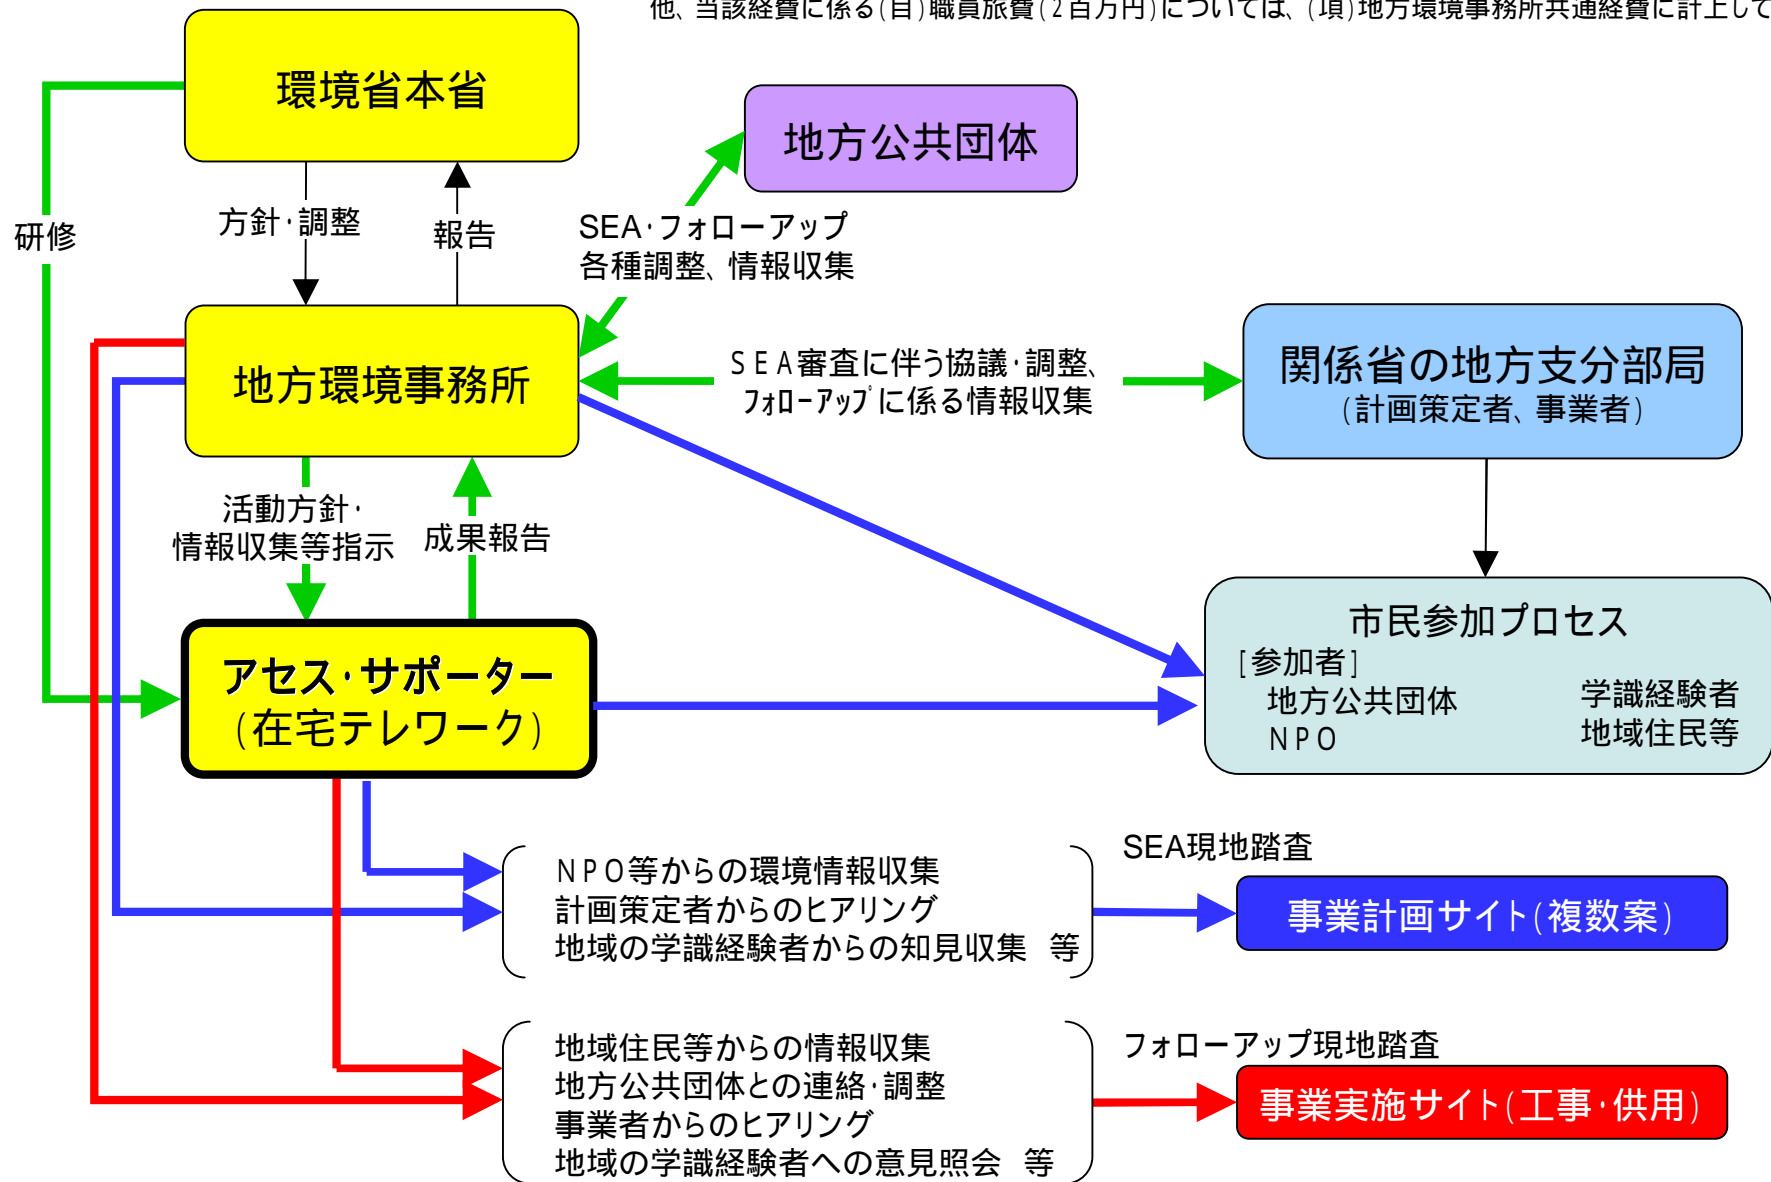 他、当該経費に係る(目)職員旅費(2百万円)については、(項)地方環境事務所共通経費に計上して
環境省本省
地方公共団体
研修
方針・調整
報告
SEA・フォローアップ
各種調整、情報収集
地方環境事務所
SEA審査に伴う協議・調整、
フォローアップに係る情報収集
関係省の地方支分部局
(計画策定者、事業者)
活動方針・
情報収集等指示
成果報告
アセス・サポーター
(在宅テレワーク)
市民参加プロセス
[参加者]
地方公共団体
NPO
学識経験者
地域住民等
NPO等からの環境情報収集
計画策定者からのヒアリング
地域の学識経験者からの知見収集 等
SEA現地踏査
事業計画サイト(複数案)
地域住民等からの情報収集
地方公共団体との連絡・調整
事業者からのヒアリング
地域の学識経験者への意見照会 等
フォローアップ現地踏査
事業実施サイト(工事・供用)